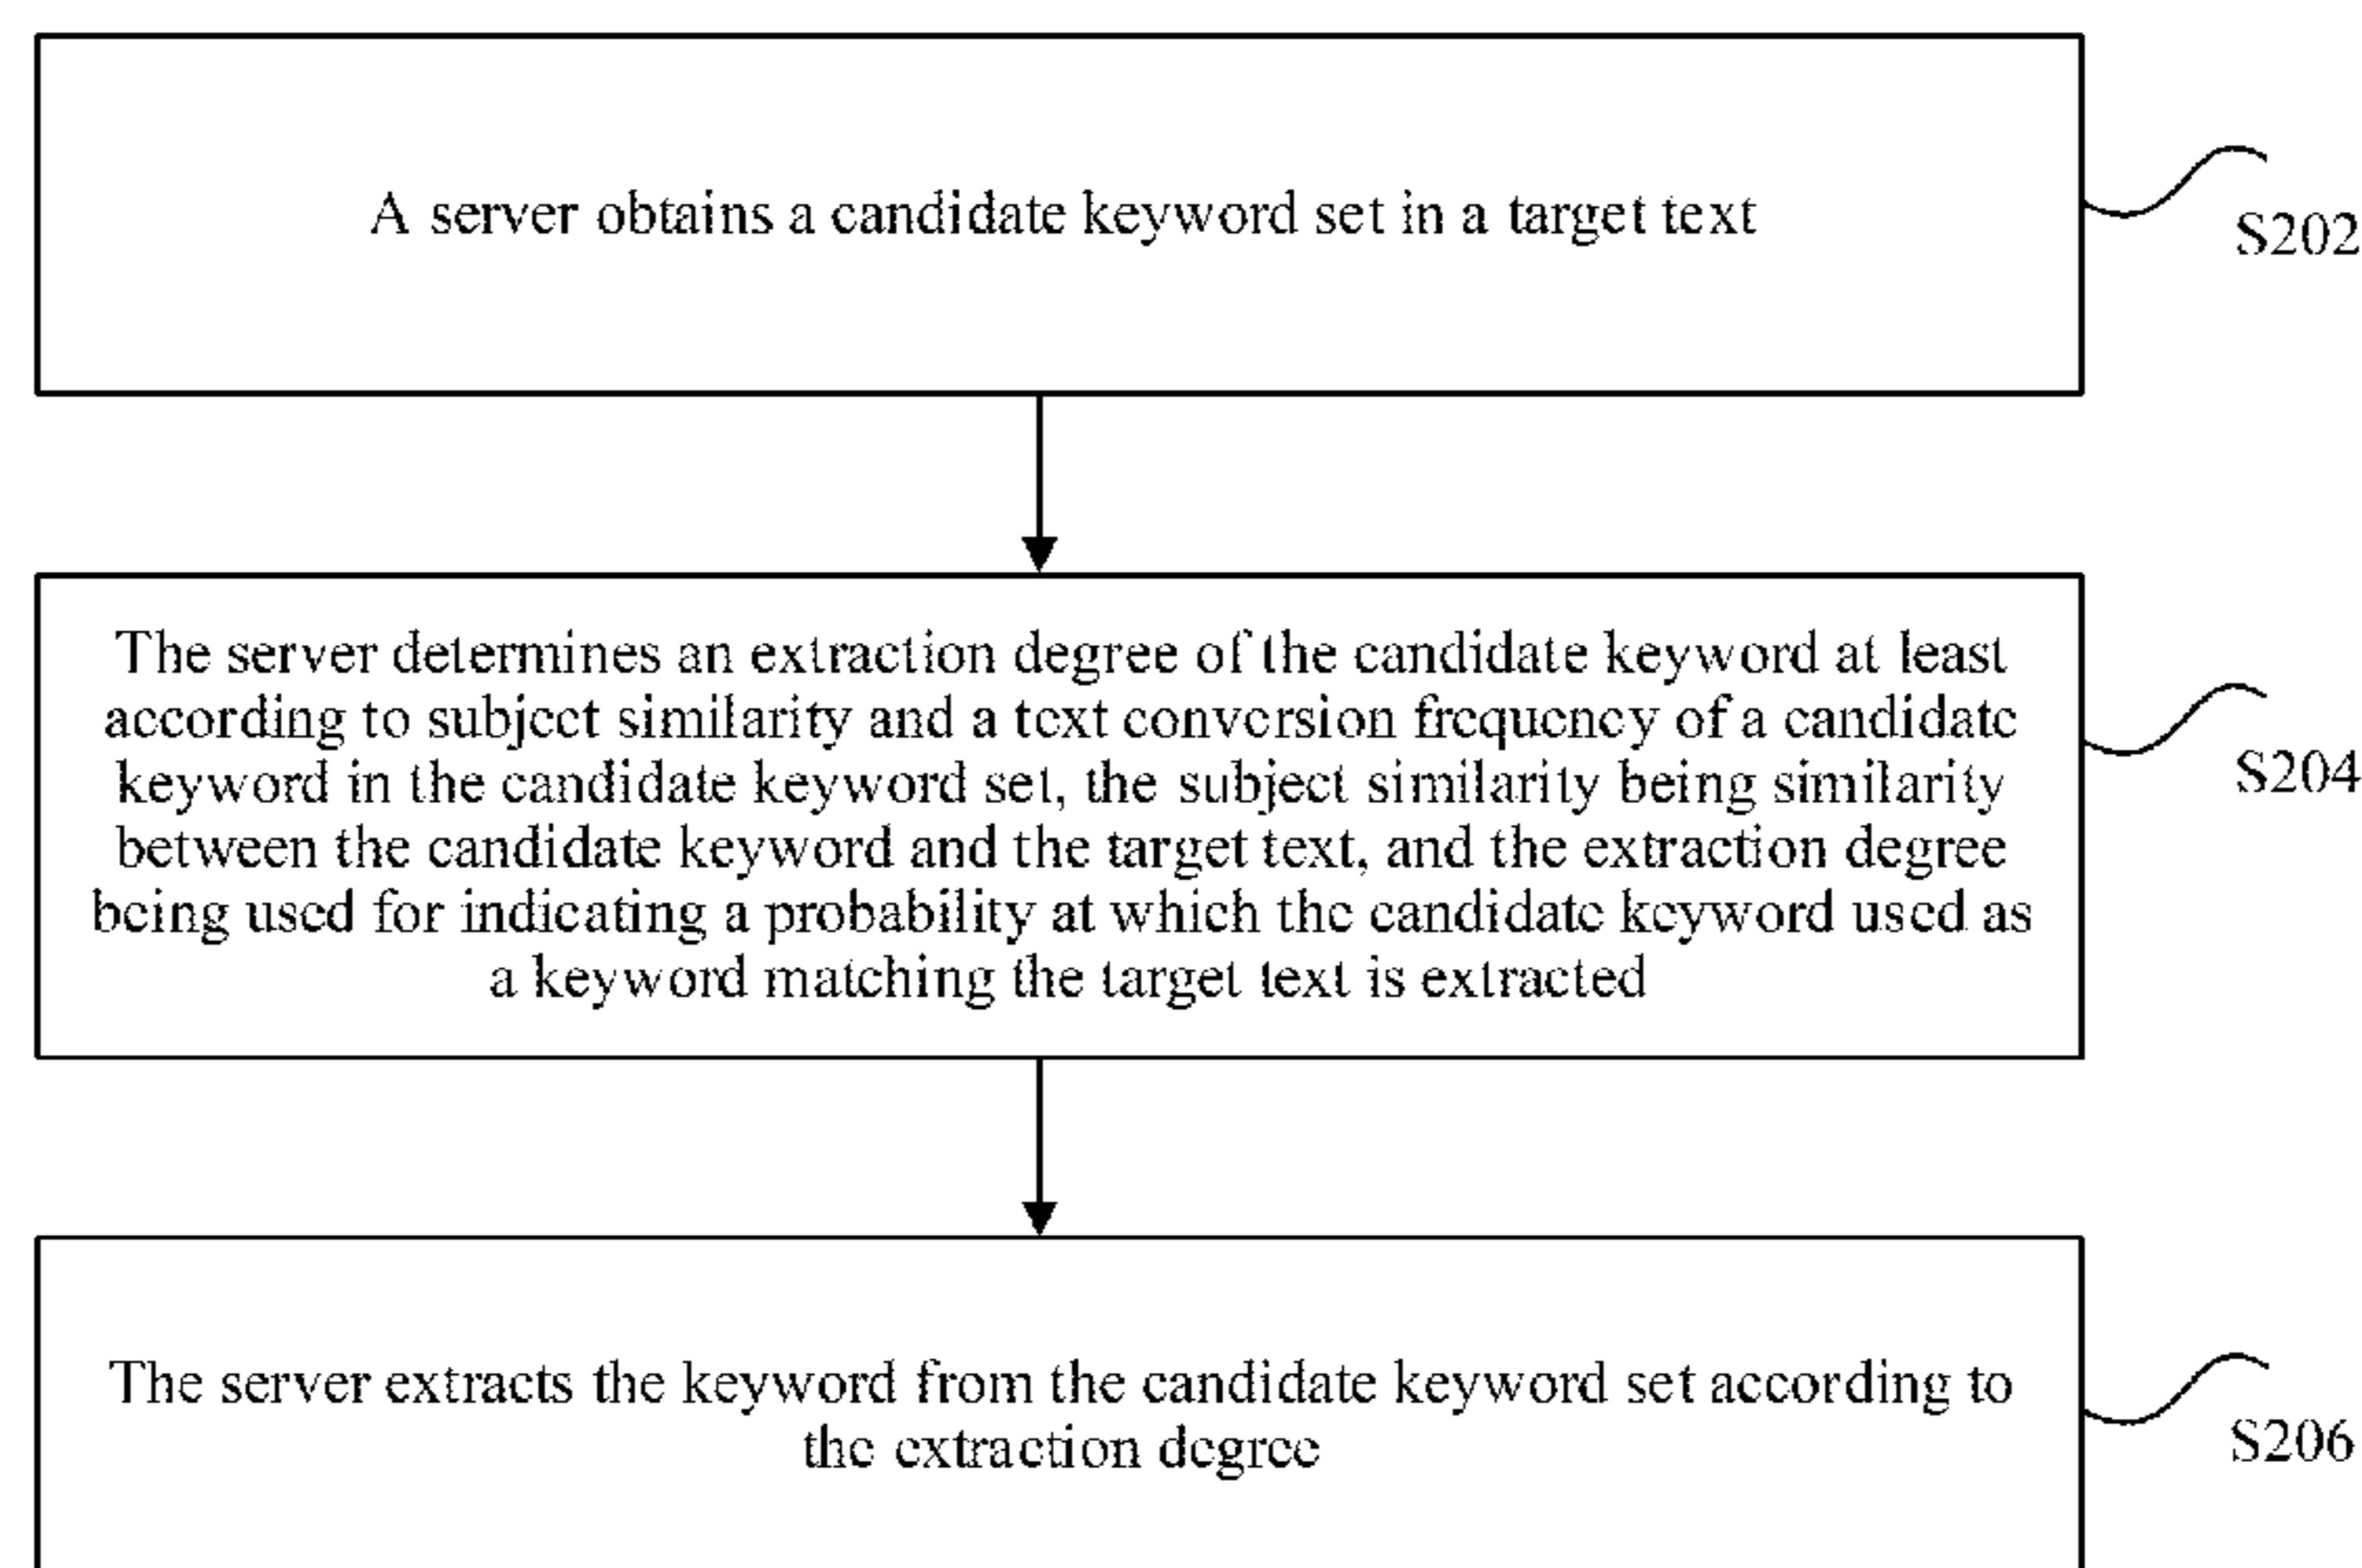 A server obtains a candidate keyword set in a target text
S202
The server determines an extraction degree of the candidate keyword at least
according to subject similarity and a text conversion frequency of a candidate
keyword in the candidate keyword set, the subject similarity being similarity
between the candidate keyword and the target text, and the extraction degree
being used for indicating a probability at which the candidate keyword used as
a keyword matching the target text is extracted
S204
The server extracts the keyword from the candidate keyword set according to
the extraction degree
S206